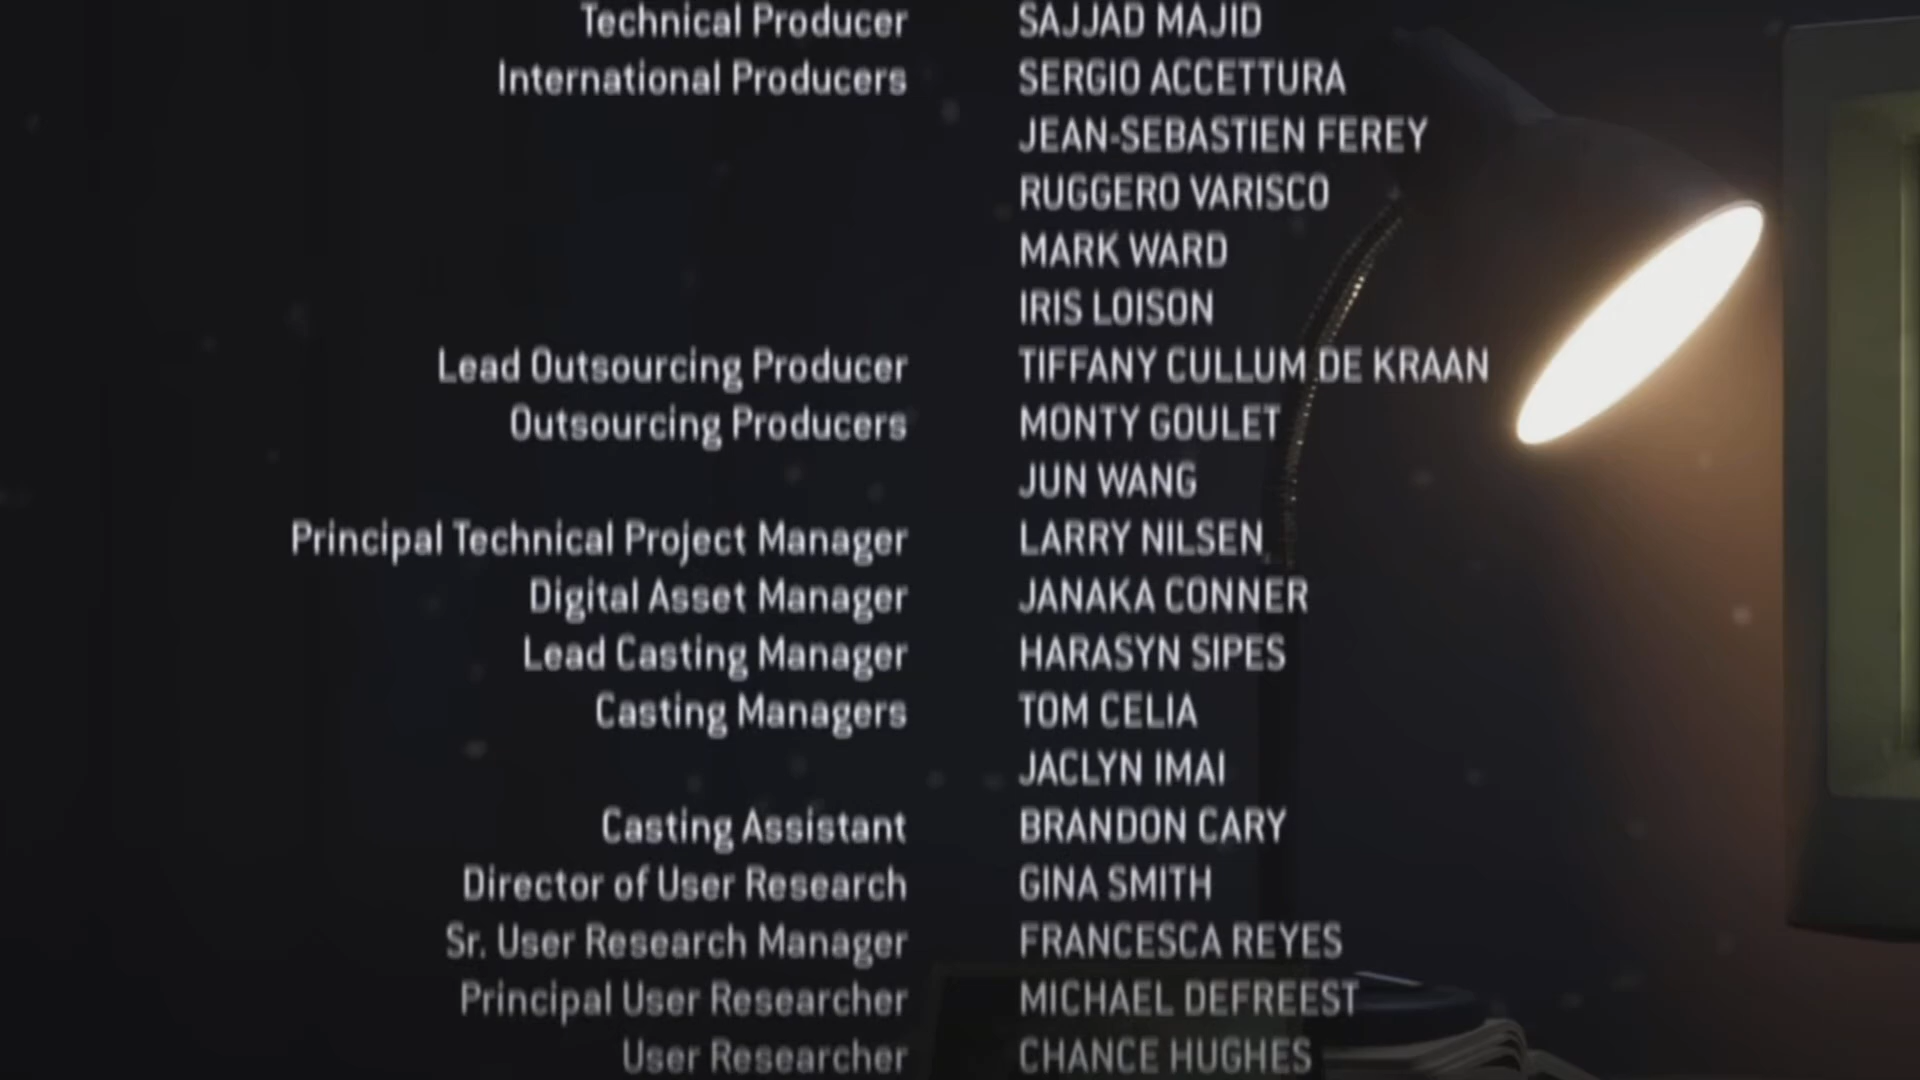 Technical Producer SAJJAD MAJID
International Producers SERGIO ACCETTURA
JEAN-SEBASTIEN FEREY
RUGGERO VARISCO
MARK WARD
IRIS LOISON
Lead Outsourcing Producer TIFFANY CULLUM DE KRAAN
Outsourcing Producers MONTY GOULET
JUN WANG
Principal Technical Project Manager LARRY NILSEN
Digital Asset Manager JANAKA CONNER
Lead Casting Manager HARASYN SIPES
Casting Managers TOM CELIA
JACLYN IMAI
Casting Assistant BRANDON CARY
Director of User Research GINA SMITH
Sr. User Research Manager FRANCESCA REYES
Principal User Researcher MICHAEL DEFREEST
User Researcher CHANCE HUGHES